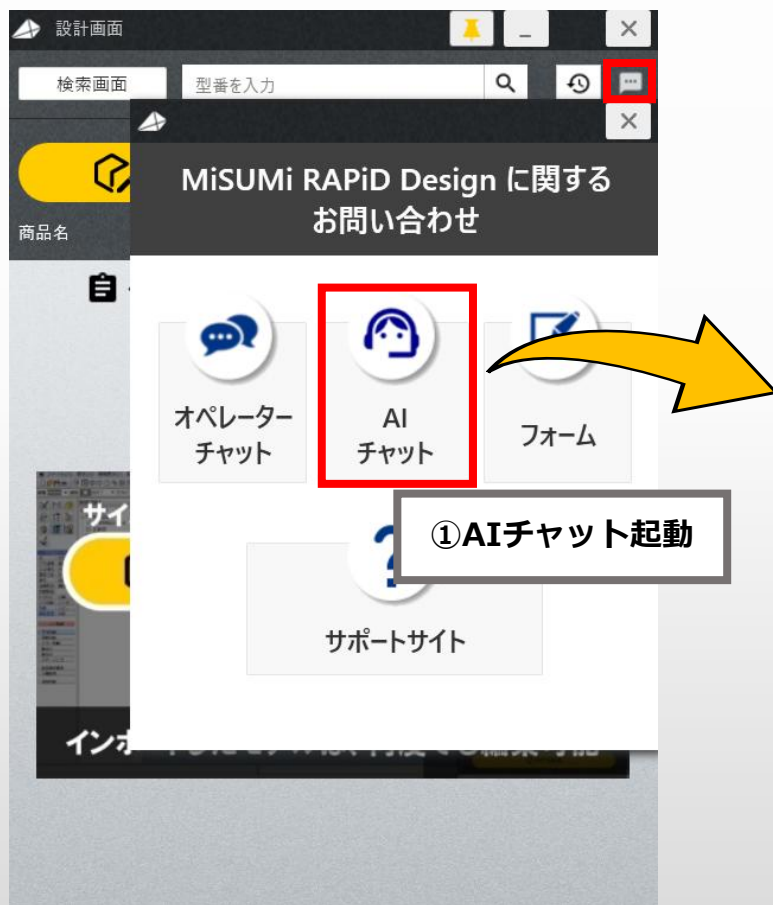 設計画面
検索画面
型番を入力
MiSUMi RAPiD Design に関する
お問い合わせ
商品名
オペレーター
チャット
AI
チャット
フォーム
①AIチャット起動
サイ
サポートサイト
インポ